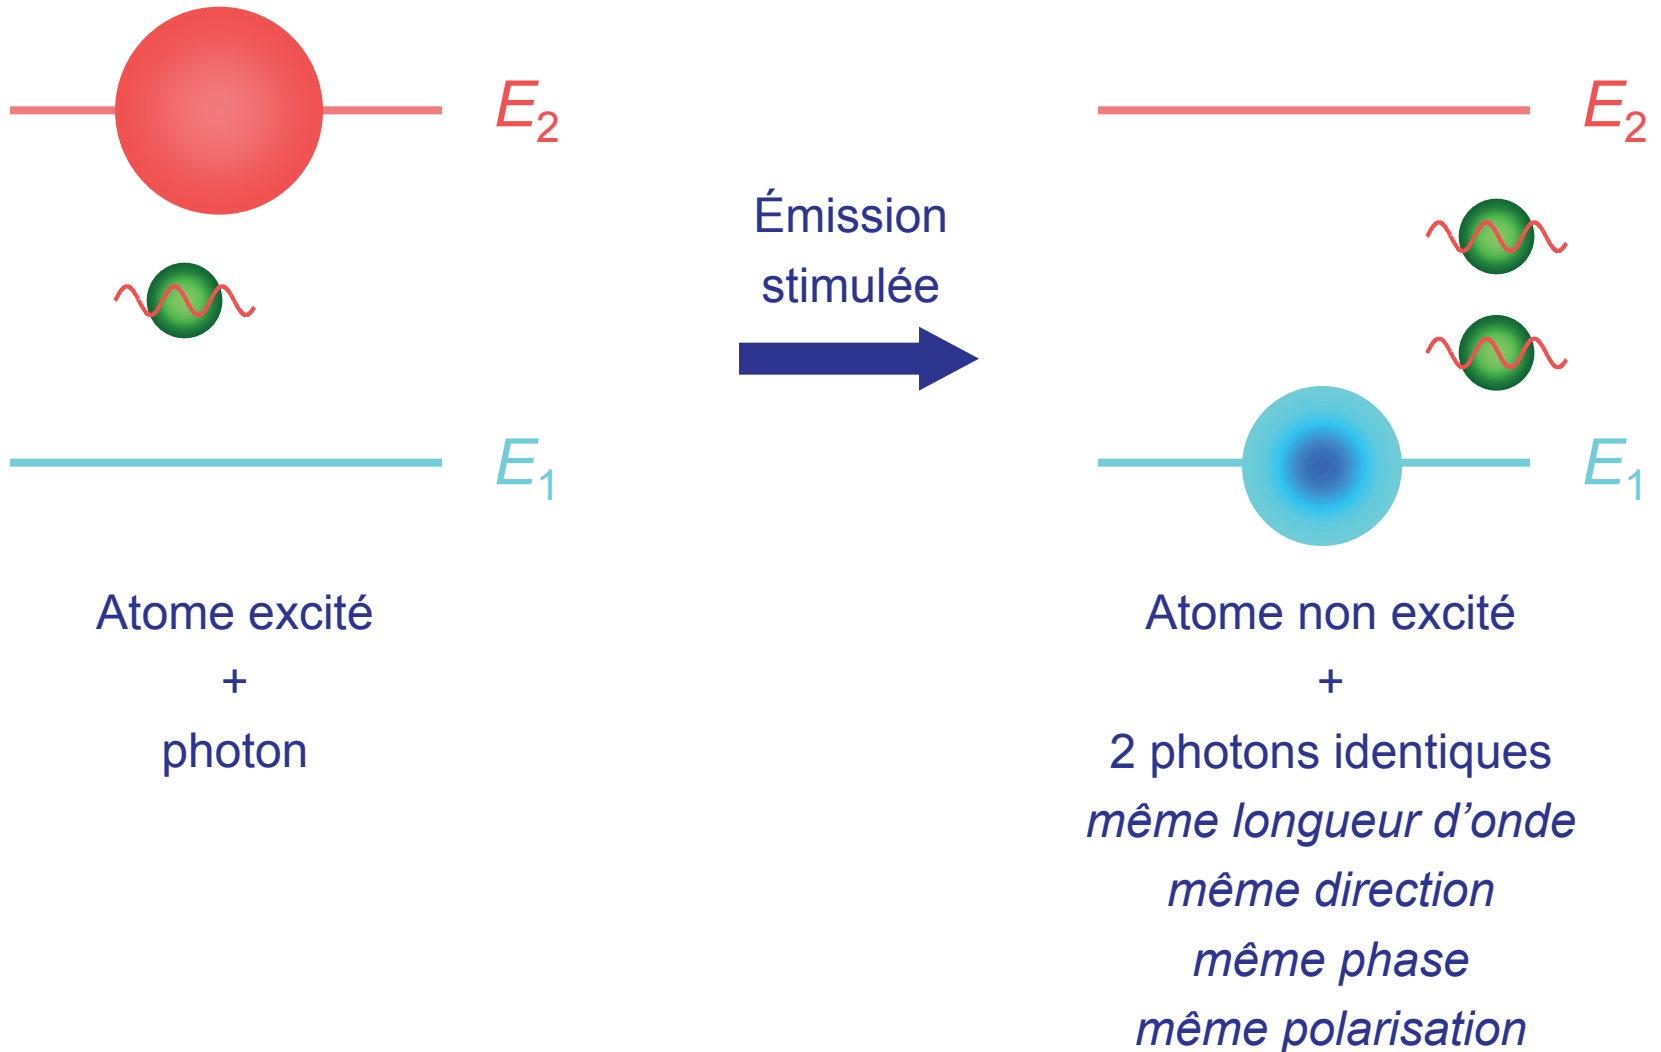 E2
E1
Atome excité
+
photon
Émission
stimulée
E2
E1
Atome non excité
+
2 photons identiques
même longueur d’onde
même direction
même phase
même polarisation